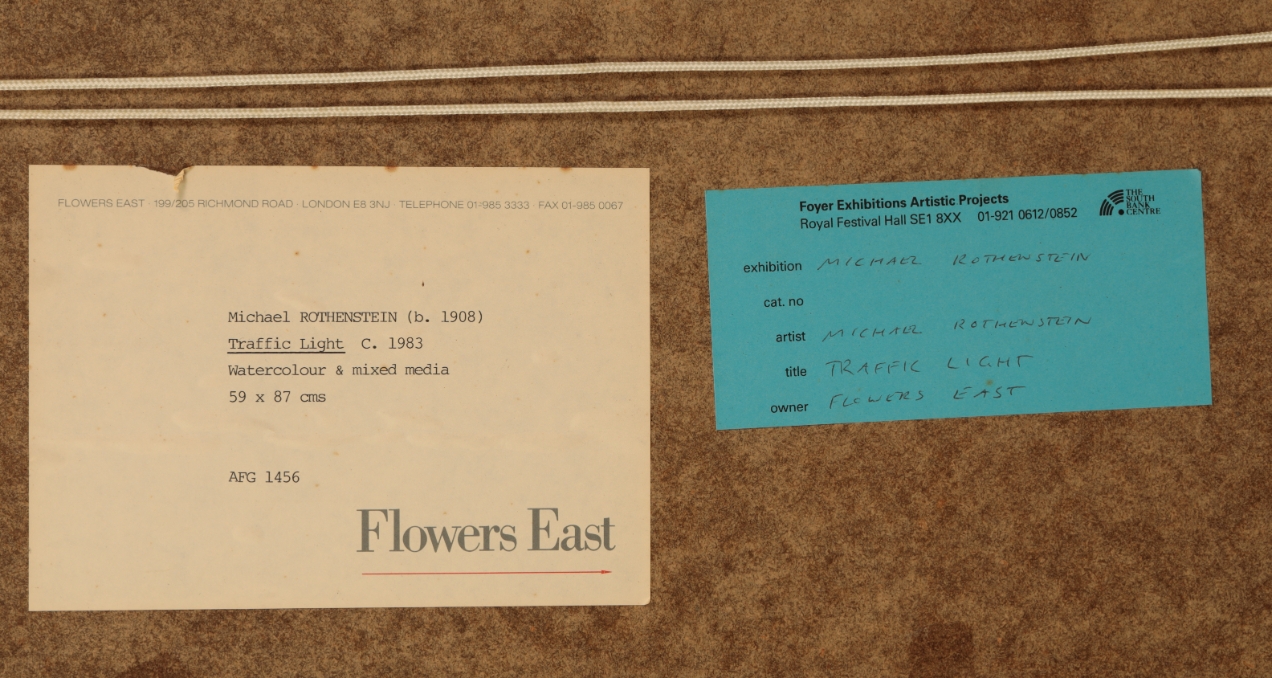 FLOWERS EAST · 199/205 RICHMOND ROAD · LONDON E8 3NJ · TELEPHONE 01-985 3333 · FAX 01-985 0067
Michael ROTHENSTEIN (b. 1908)
Traffic Light C. 1983
Watercolour & mixed media
59 x 87 cms
AFG 1456
Flowers East
Foyer Exhibitions Artistic Projects
Royal Festival Hall SE1 8XX 01-921 0612/0852
THE
SOUTH
BANK
CENTRE
exhibition MICHAEL ROTHENSTEIN
cat. no
artist MICHAEL ROTHENSTEIN
title TRAFFIC LIGHT
owner FLOWERS EAST